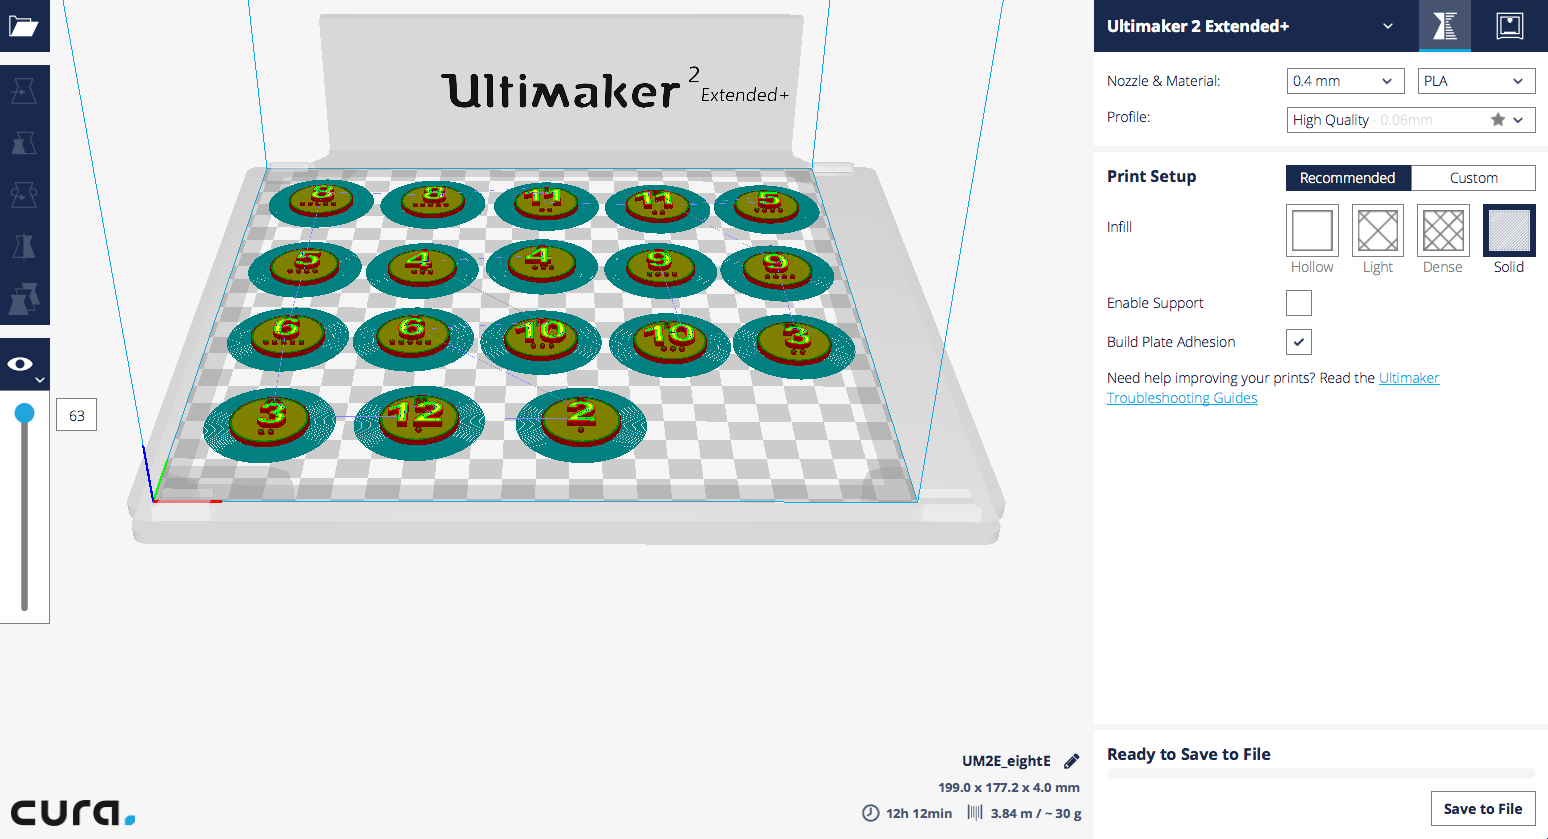 Ultimaker 2
Extended+
8 8 11 11 5
5 4 4 9 9
6 6 10 10 3
3 12 2
63
UM2E_eightE
199.0 x 177.2 x 4.0 mm
12h 12min 3.84 m / ~ 30 g
cura.
Ultimaker 2 Extended+
Nozzle & Material: 0.4 mm PLA
Profile: High Quality - 0.06mm
Print Setup Recommended Custom
Infill
Hollow Light Dense Solid
Enable Support
Build Plate Adhesion
Need help improving your prints? Read the Ultimaker
Troubleshooting Guides
Ready to Save to File
Save to File